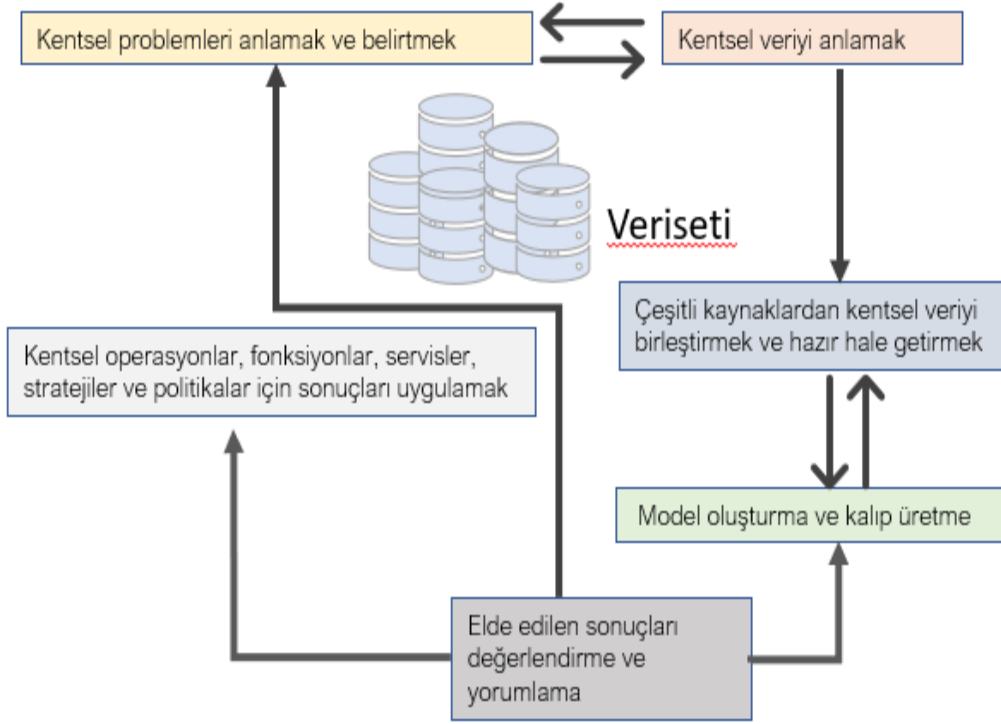 Kentsel problemleri anlamak ve belirtmek
Kentsel veriyi anlamak
Veriseti
Çeşitli kaynaklardan kentsel veriyi
birleştirmek ve hazır hale getirmek
Kentsel operasyonlar, fonksiyonlar, servisler,
stratejiler ve politikalar için sonuçları uygulamak
Model oluşturma ve kalıp üretme
Elde edilen sonuçları
değerlendirme ve
yorumlama